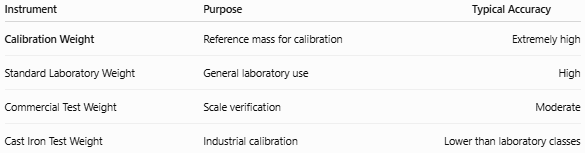 Instrument Purpose Typical Accuracy
Calibration Weight Reference mass for calibration Extremely high
Standard Laboratory Weight General laboratory use High
Commercial Test Weight Scale verification Moderate
Cast Iron Test Weight Industrial calibration Lower than laboratory classes